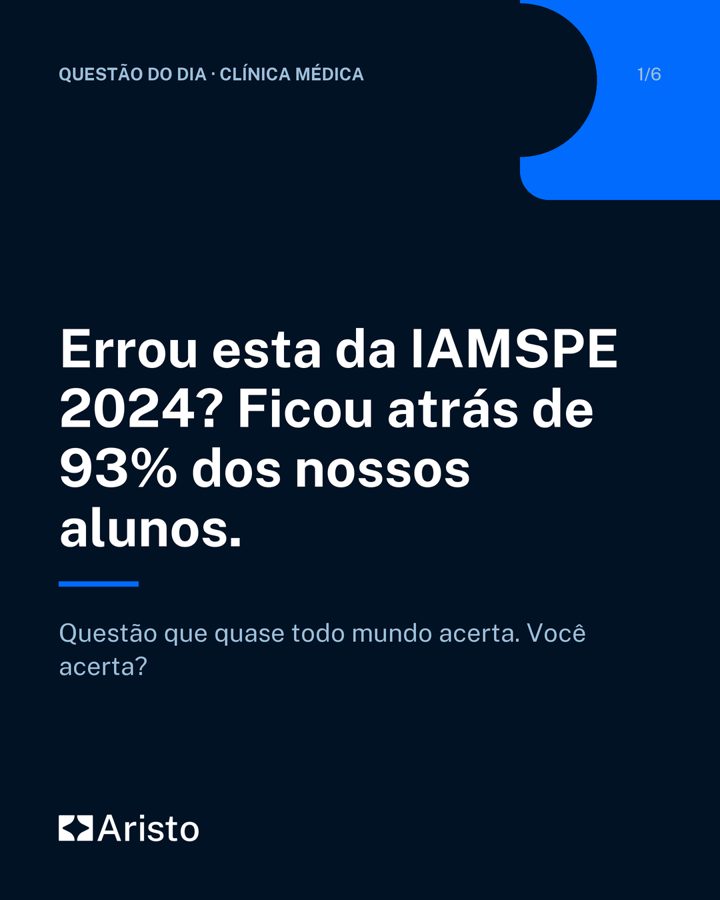 QUESTÃO DO DIA · CLÍNICA MÉDICA
1/6
Errou esta da IAMSPE
2024? Ficou atrás de
93% dos nossos
alunos.
Questão que quase todo mundo acerta. Você
acerta?
Aristo